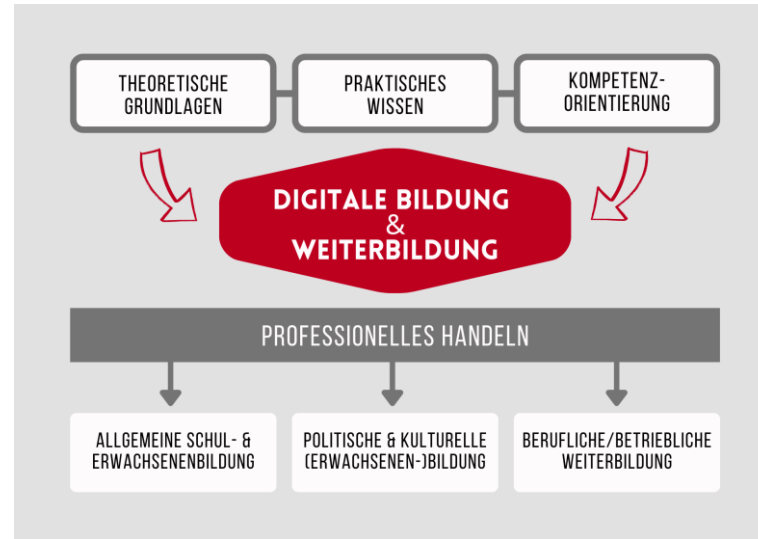 THEORETISCHE
GRUNDLAGEN
PRAKTISCHES
WISSEN
KOMPETENZ-
ORIENTIERUNG
DIGITALE BILDUNG
&
WEITERBILDUNG
PROFESSIONELLES HANDELN
ALLGEMEINE SCHUL- &
ERWACHSENENBILDUNG
POLITISCHE & KULTURELLE
(ERWACHSENEN-)BILDUNG
BERUFLICHE/BETRIEBLICHE
WEITERBILDUNG